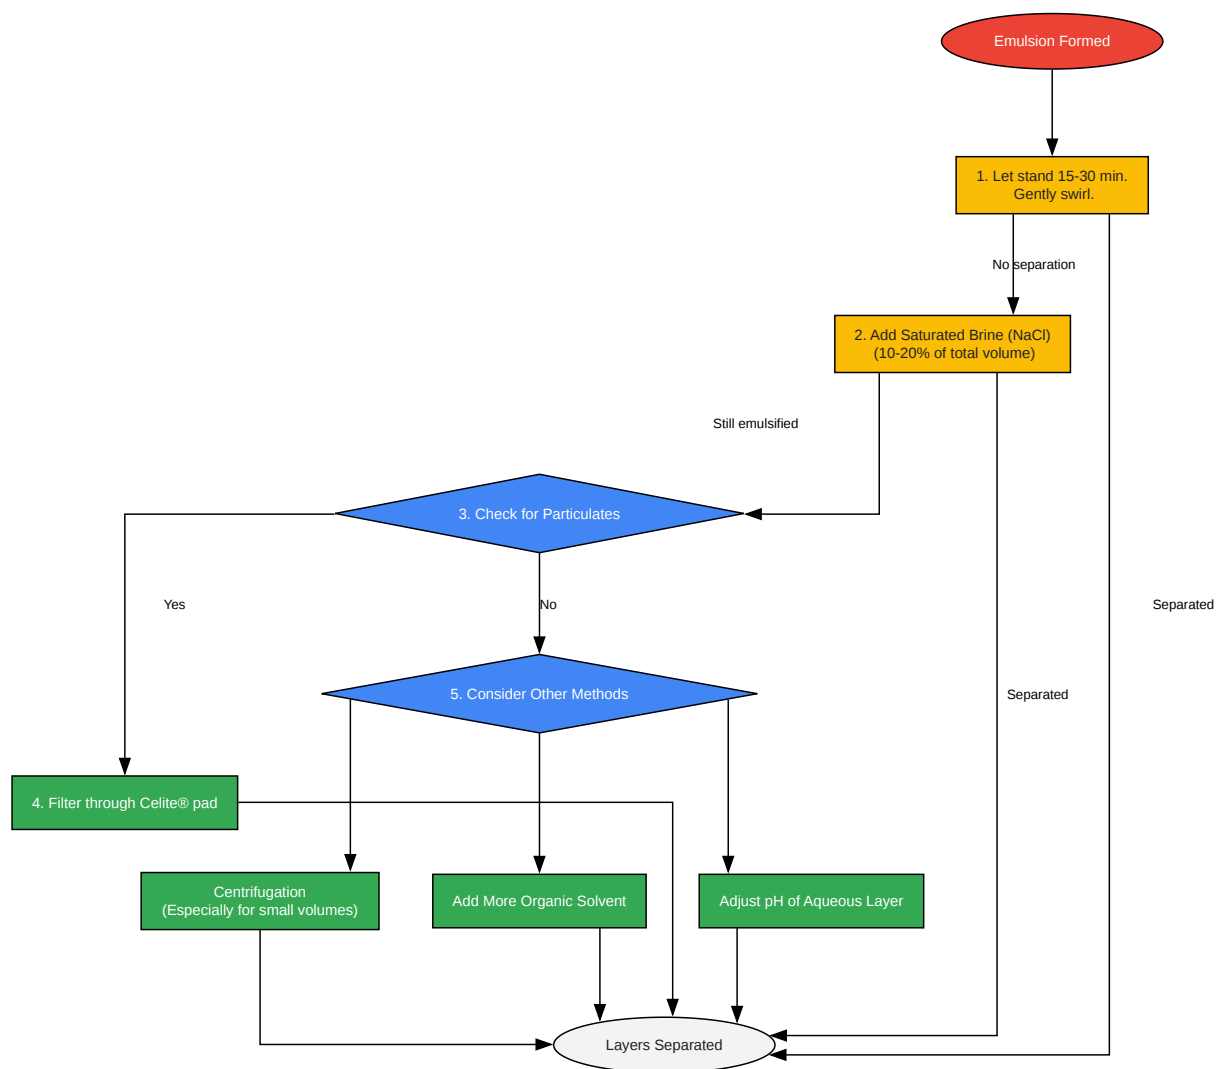 Emulsion Formed
1. Let stand 15-30 min.
Gently swirl.
No separation
2. Add Saturated Brine (NaCl)
(10-20% of total volume)
Still emulsified
3. Check for Particulates
Yes
No
Separated
5. Consider Other Methods
Separated
4. Filter through Celite® pad
Centrifugation
(Especially for small volumes)
Add More Organic Solvent
Adjust pH of Aqueous Layer
Layers Separated